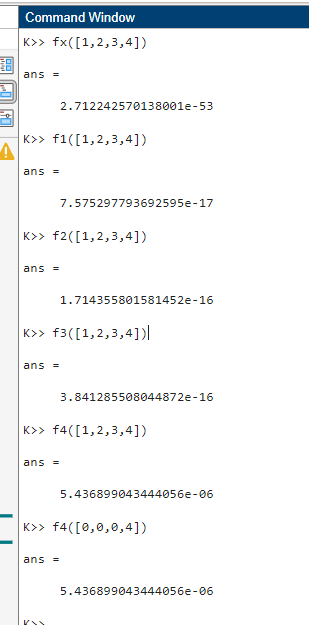 Command Window
K>> fx([1,2,3,4])
ans =
2.712242570138001e-53
K>> f1([1,2,3,4])
ans =
7.575297793692595e-17
K>> f2([1,2,3,4])
ans =
1.714355801581452e-16
K>> f3([1,2,3,4])
ans =
3.841285508044872e-16
K>> f4([1,2,3,4])
ans =
5.436899043444056e-06
K>> f4([0,0,0,4])
ans =
5.436899043444056e-06
K>>